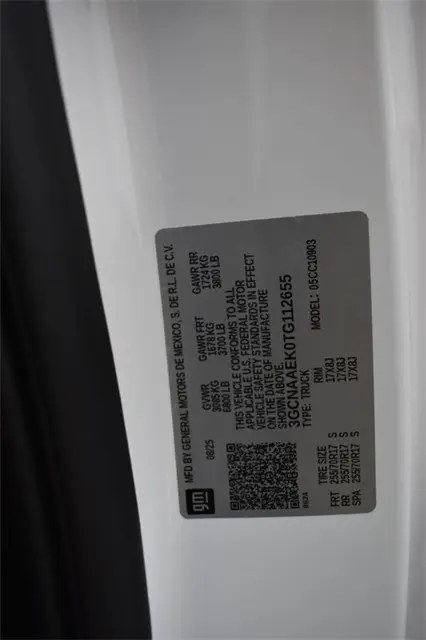 MFD BY GENERAL MOTORS DE MEXICO, S. DE R.L. DE C.V.
08/25 GVWR GAWR FRT GAWR RR
3085 KG 1678 KG 1724 KG
6800 LB 3700 LB 3800 LB
gm
THIS VEHICLE CONFORMS TO ALL
APPLICABLE U.S. FEDERAL MOTOR
VEHICLE SAFETY STANDARDS IN EFFECT
ON THE DATE OF MANUFACTURE
SHOWN ABOVE.
3GCNAAEK0TG112655
TYPE: TRUCK MODEL: 05CC10903
TIRE SIZE RIM
FRT 255/70R17 S 17X8J
RR 255/70R17 S 17X8J
SPA 255/70R17 S 17X8J